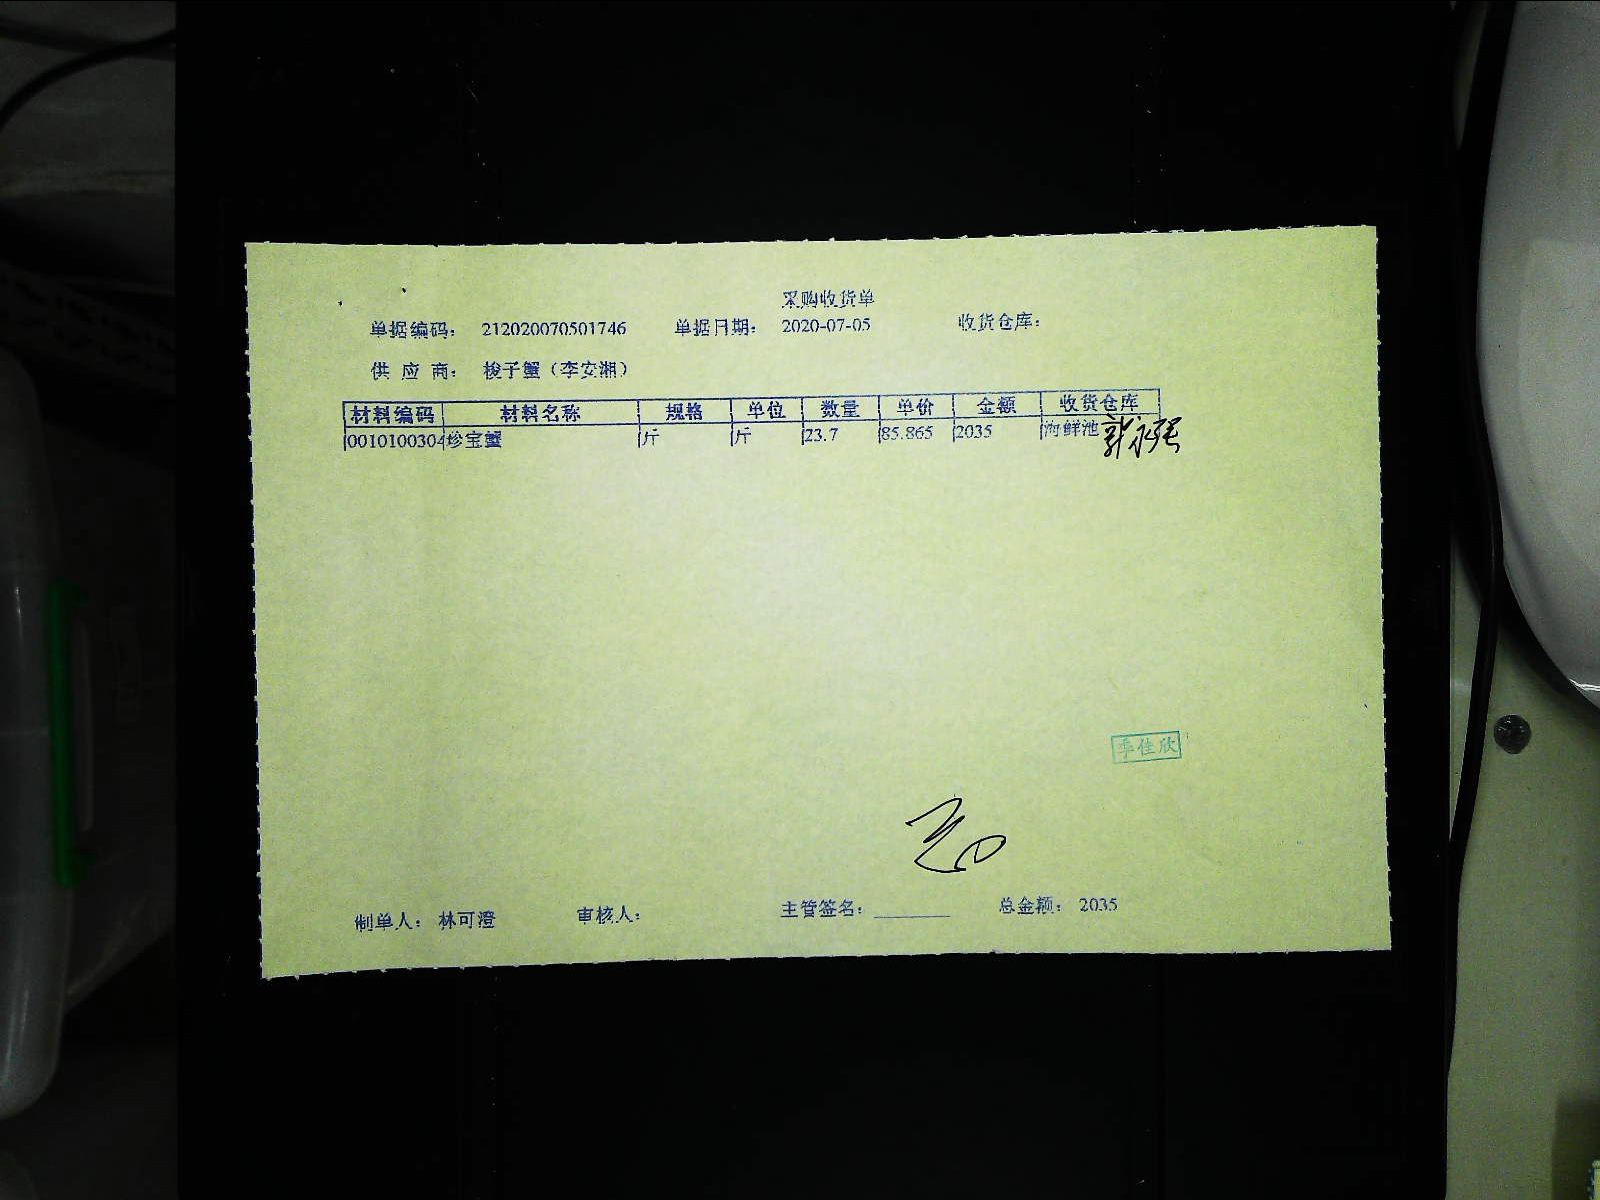 采购收货单
单据编码： 212020070501746 单据日期： 2020-07-05 收货仓库：
供 应 商： 梭子蟹（李安湘）
材料编码 材料名称 规格 单位 数量 单价 金额 收货仓库
0010100304 珍宝蟹 斤 斤 23.7 85.865 2035 海鲜池
季佳欣
制单人： 林可澄 审核人： 主管签名：________ 总金额： 2035